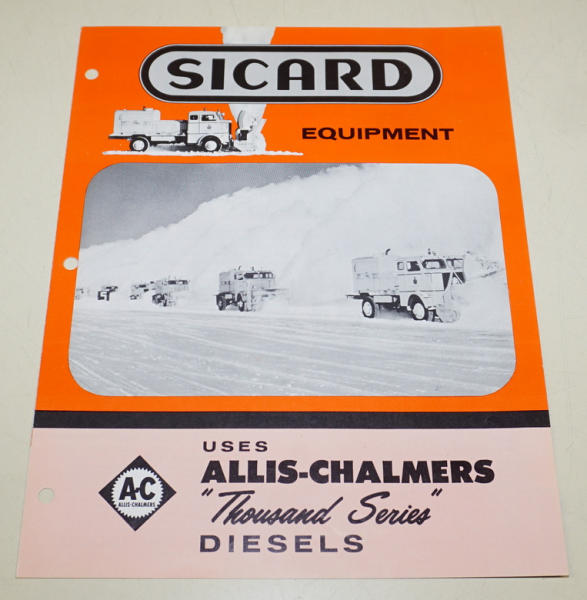 SICARD
EQUIPMENT
USES
ALLIS-CHALMERS
"Thousand Series"
DIESELS
A-C
ALLIS-CHALMERS